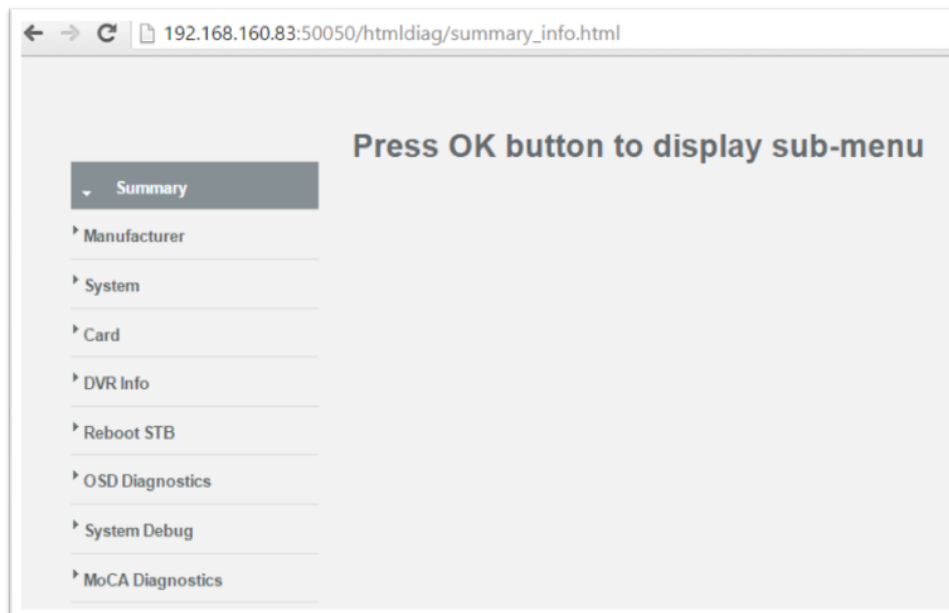 192.168.160.83:50050/htmldiag/summary_info.html
Press OK button to display sub-menu
Summary
Manufacturer
System
Card
DVR Info
Reboot STB
OSD Diagnostics
System Debug
MoCA Diagnostics